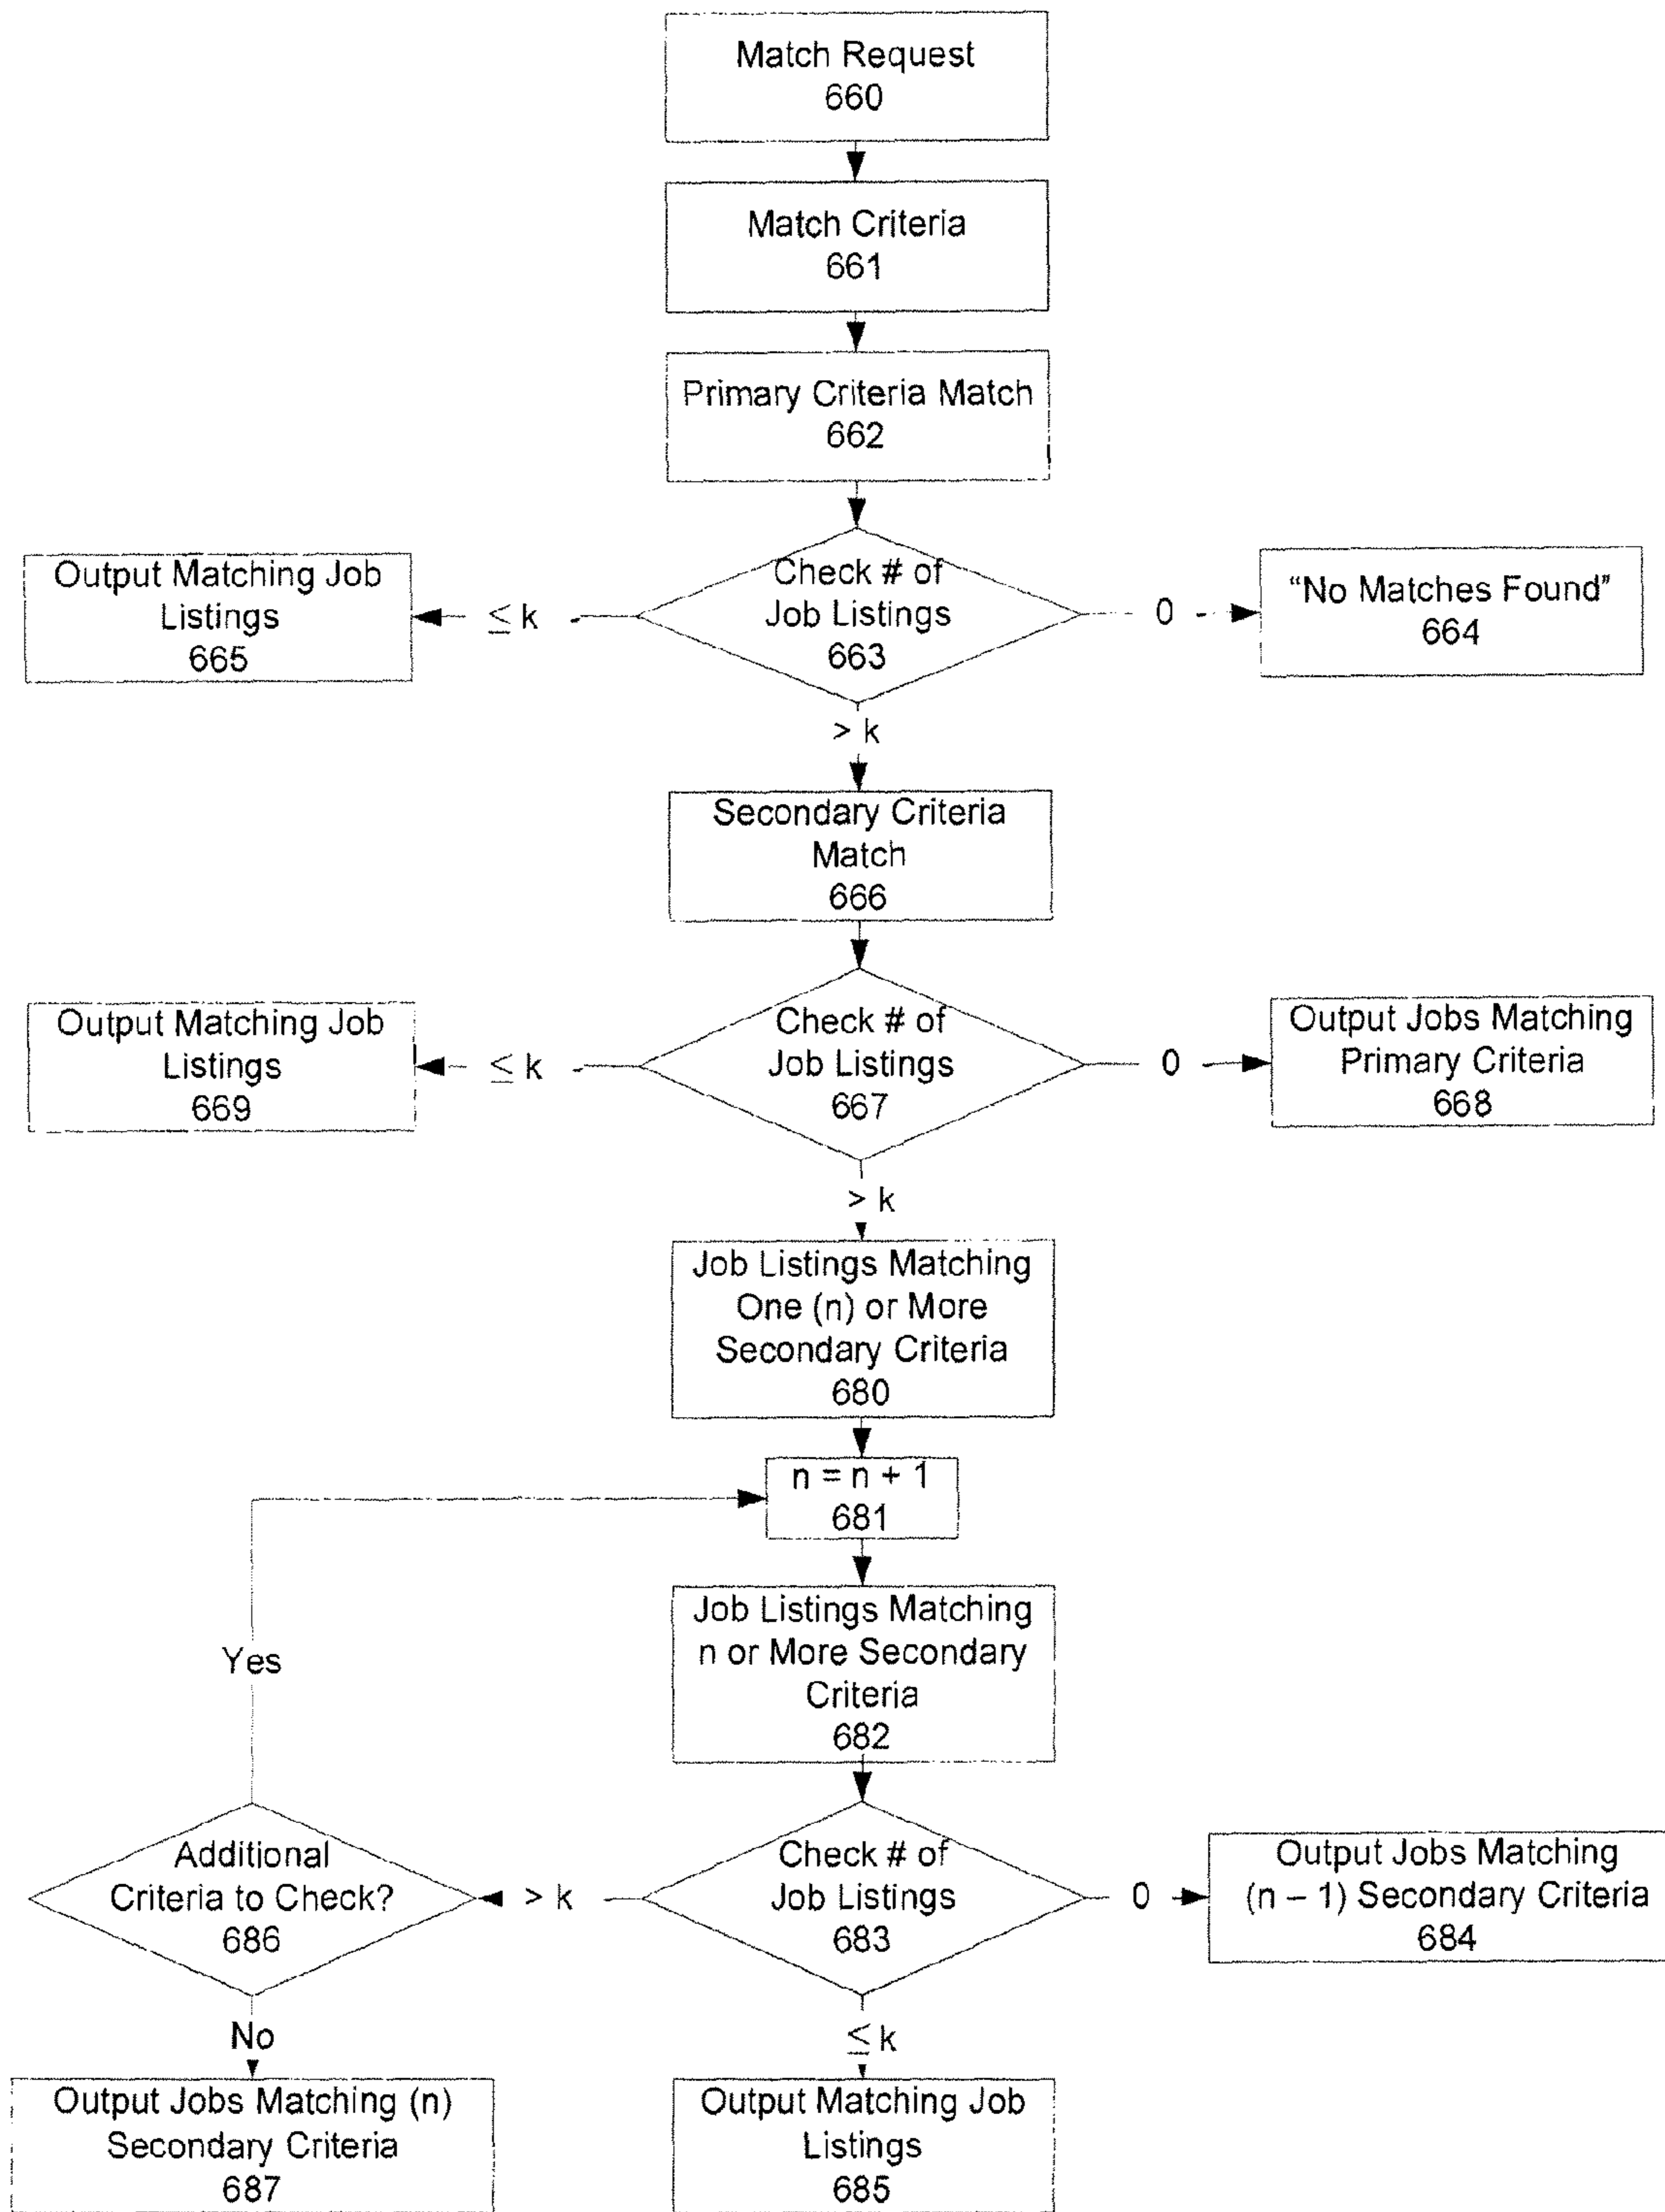 Match Request
660
Match Criteria
661
Primary Criteria Match
662
Check # of
Job Listings
663
Output Matching Job
Listings
665
≤ k
0
"No Matches Found"
664
> k
Secondary Criteria
Match
666
Check # of
Job Listings
667
Output Matching Job
Listings
669
≤ k
0
Output Jobs Matching
Primary Criteria
668
> k
Job Listings Matching
One (n) or More
Secondary Criteria
680
n = n + 1
681
Job Listings Matching
n or More Secondary
Criteria
682
Yes
Additional
Criteria to Check?
686
> k
Check # of
Job Listings
683
0
Output Jobs Matching
(n – 1) Secondary Criteria
684
No
≤ k
Output Jobs Matching (n)
Secondary Criteria
687
Output Matching Job
Listings
685